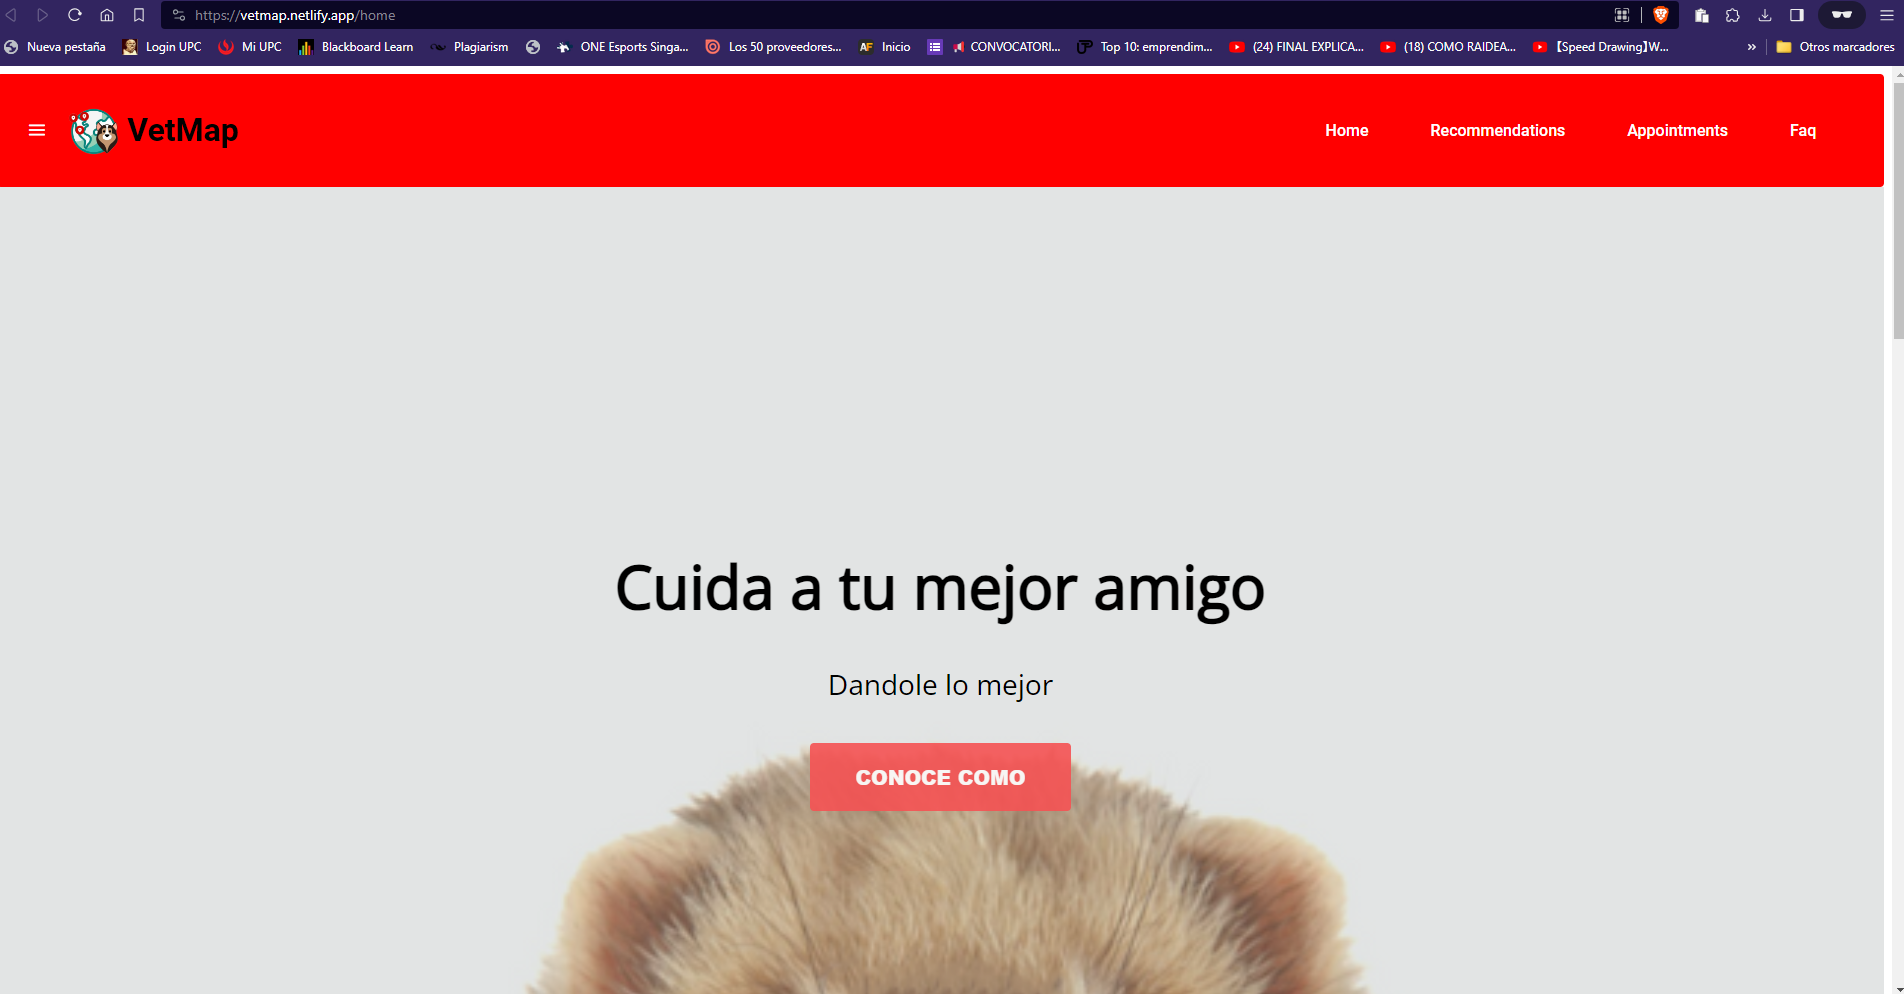 https://vetmap.netlify.app/home
Nueva pestaña Login UPC Mi UPC Blackboard Learn Plagiarism ONE Esports Singa... Los 50 proveedores... AF Inicio CONVOCATORI... Top 10: emprendim... (24) FINAL EXPLICA... (18) COMO RAIDEA... 【Speed Drawing】W... » Otros marcadores
VetMap Home Recommendations Appointments Faq
Cuida a tu mejor amigo
Dandole lo mejor
CONOCE COMO